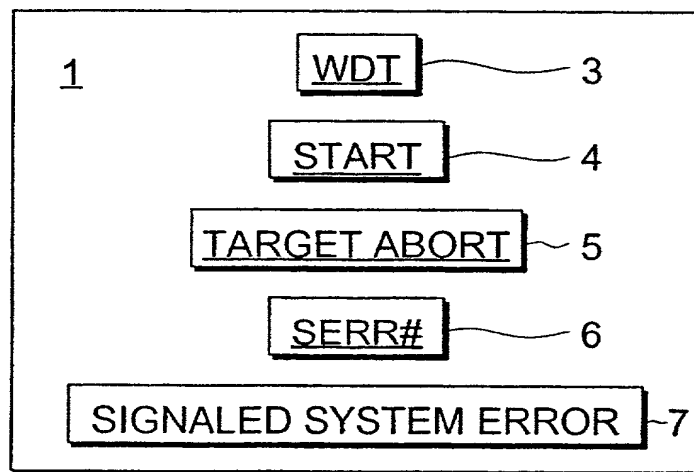 1
WDT 3
START 4
TARGET ABORT 5
SERR# 6
SIGNALED SYSTEM ERROR 7